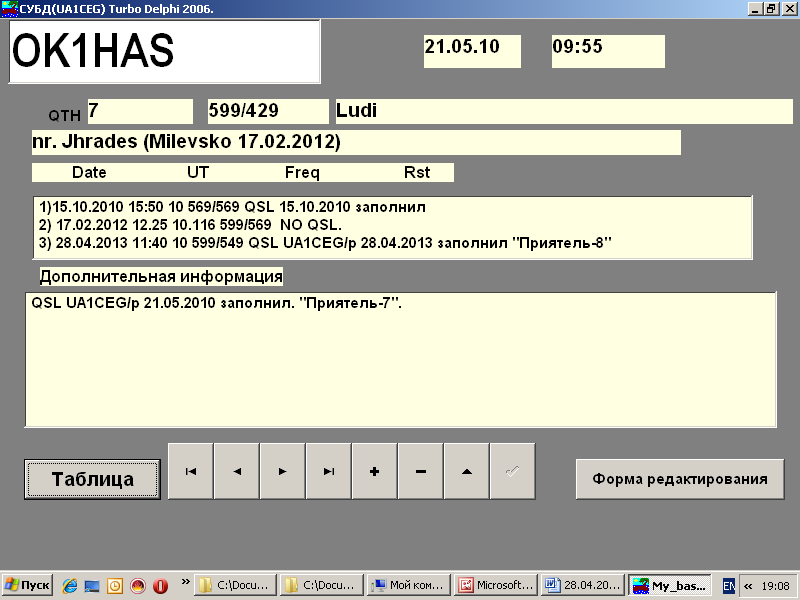 СУБД(UA1CEG) Turbo Delphi 2006.
OK1HAS
21.05.10 09:55
QTH 7 599/429 Ludi
nr. Jhrades (Milevsko 17.02.2012)
Date UT Freq Rst
1)15.10.2010 15:50 10 569/569 QSL 15.10.2010 заполнил
2) 17.02.2012 12.25 10.116 599/569 NO QSL.
3) 28.04.2013 11:40 10 599/549 QSL UA1CEG/p 28.04.2013 заполнил "Приятель-8"
Дополнительная информация
QSL UA1CEG/p 21.05.2010 заполнил. "Приятель-7".
Таблица
Форма редактирования
Пуск » C:\Docu... C:\Docu... Мой ком... Microsoft... 28.04.20... My_bas... EN « 19:08